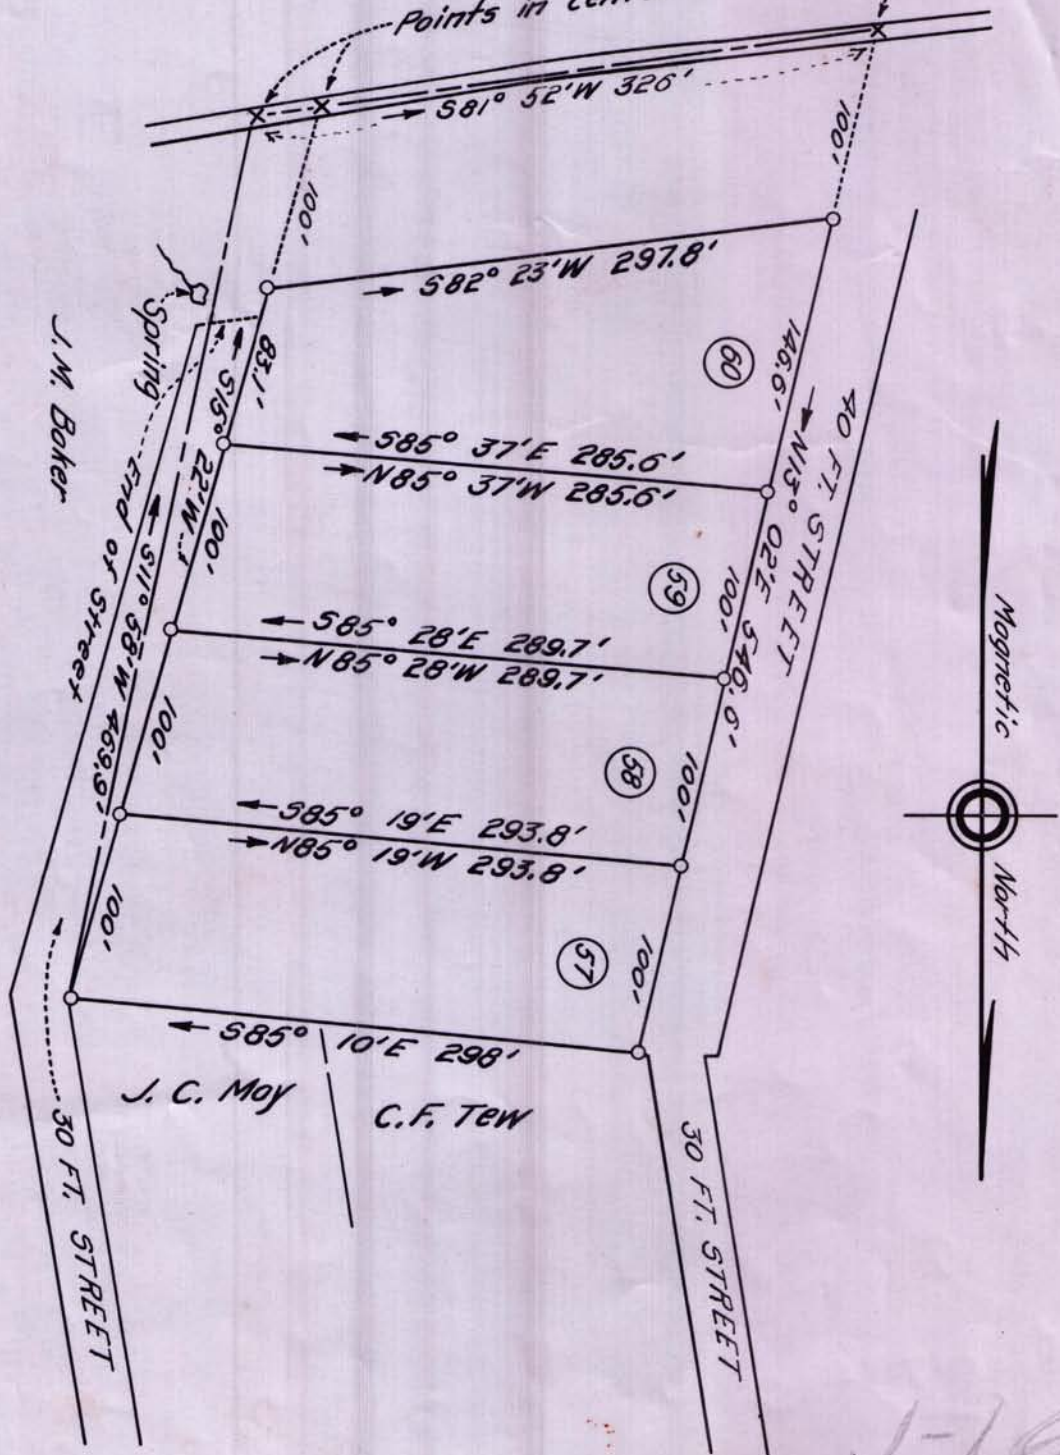 Points in
S81° 52'W 326'
100'
100'
S82° 23'W 297.8'
60
146.6'
40 FT. STREET
N13° 02'E 546.6'
Spring
J.M. Baker
End of Street
83.1'
S15° 22'W
S11° 58'W 469.9'
S85° 37'E 285.6'
N85° 37'W 285.6'
59
100'
100'
S85° 28'E 289.7'
N85° 28'W 289.7'
58
100'
100'
S85° 19'E 293.8'
N85° 19'W 293.8'
57
100'
100'
S85° 10'E 298'
J. C. May
C.F. Tew
30 FT. STREET
30 FT. STREET
Magnetic North